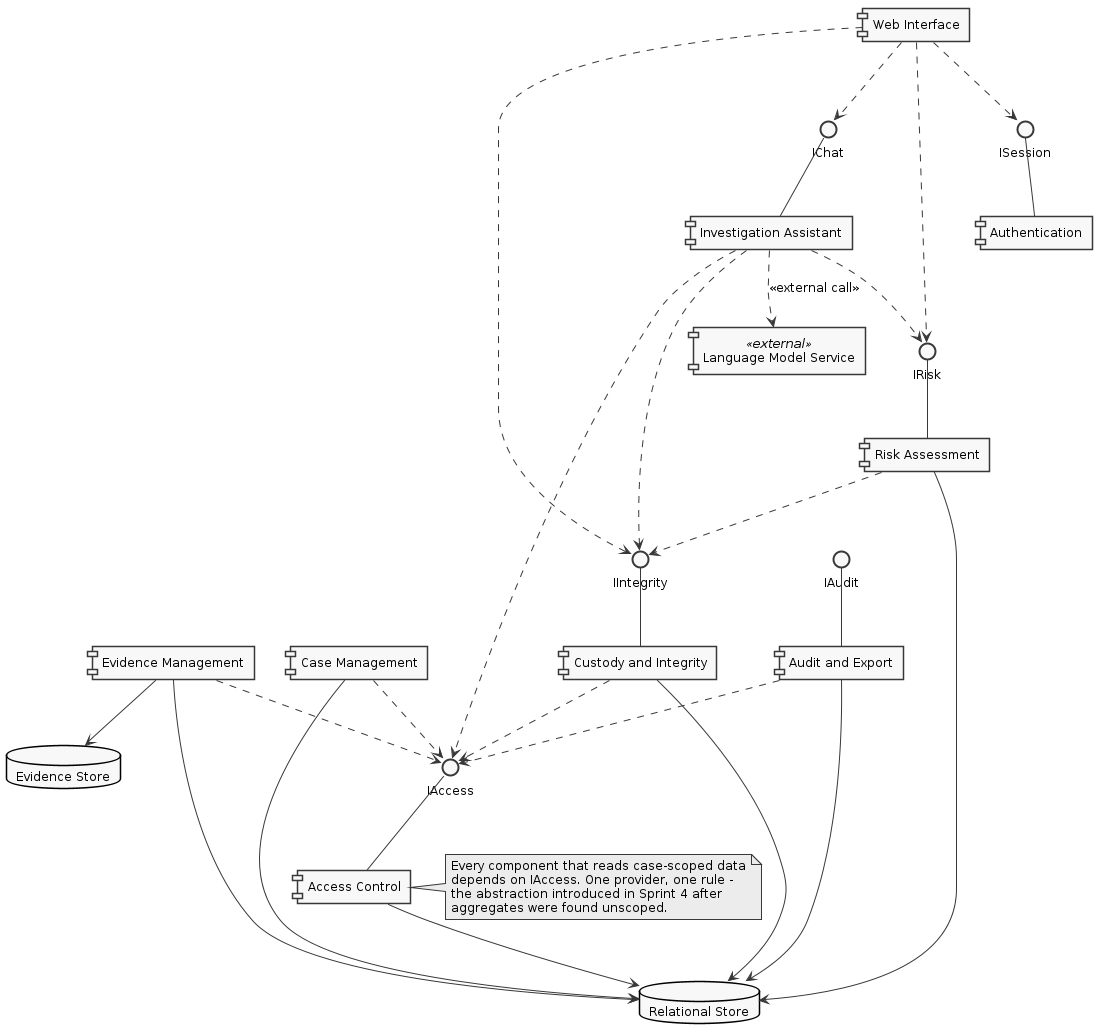 Web Interface
IChat
ISession
Investigation Assistant
Authentication
«external call»
«external»
Language Model Service
IRisk
Risk Assessment
IIntegrity
IAudit
Evidence Management
Case Management
Custody and Integrity
Audit and Export
Evidence Store
IAccess
Every component that reads case-scoped data
depends on IAccess. One provider, one rule -
the abstraction introduced in Sprint 4 after
aggregates were found unscoped.
Access Control
Relational Store